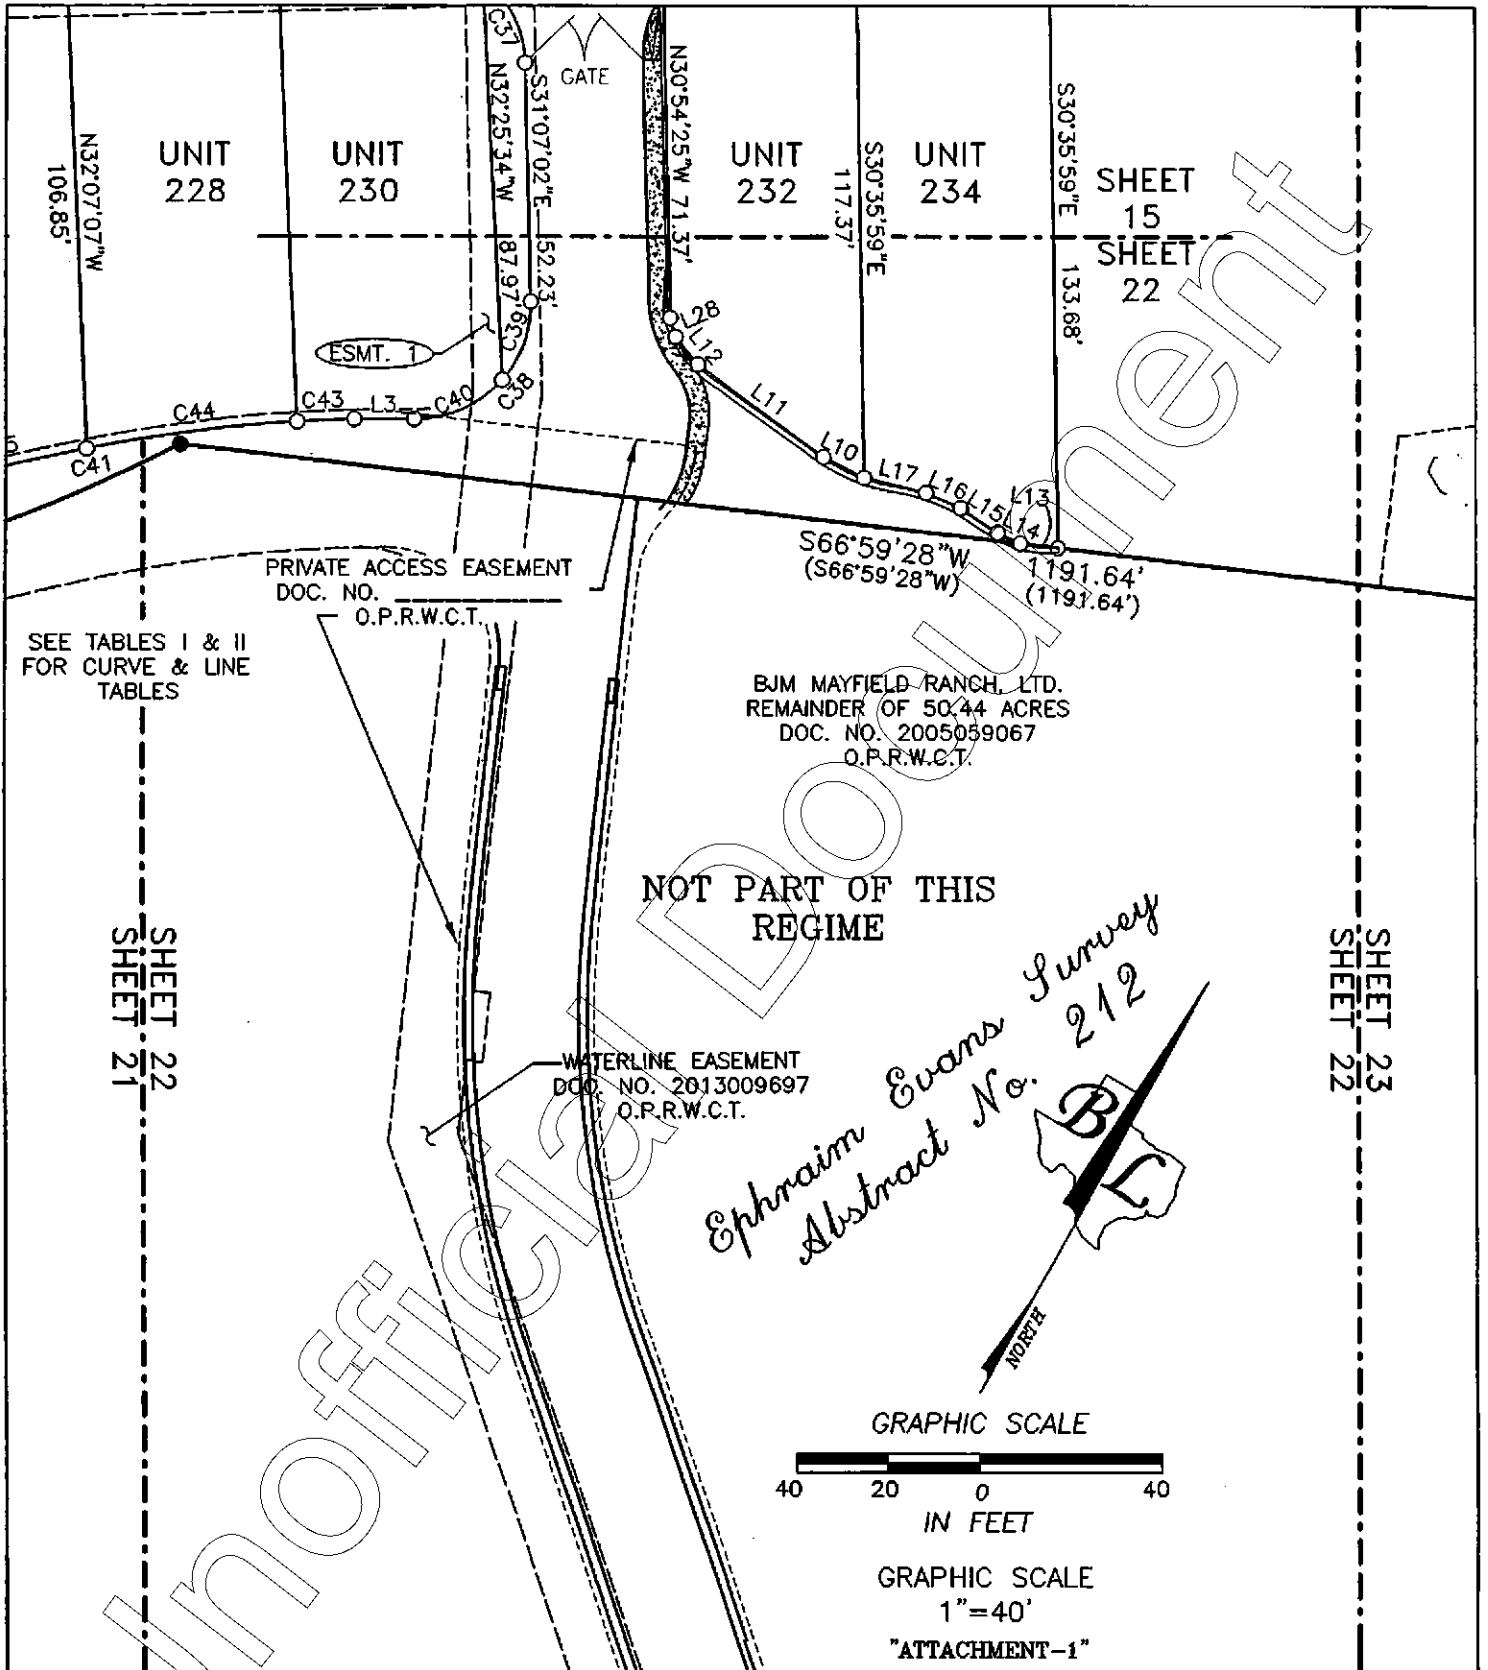 C37
GATE
N32°07'07"W
106.85'
UNIT
228
UNIT
230
N32°25'34"W 87.97'
S31°07'02"E 52.23'
N30°54'25"W 71.37'
UNIT
232
S30°35'59"E
117.37'
UNIT
234
S30°35'59"E 133.68'
SHEET
15
SHEET
22
ESMT. 1
C39
C38
C40
L3
C43
C44
C41
5
L28
L12
L11
L10
L17
L16
L15
L14
L13
S66°59'28"W
(S66°59'28"W)
1191.64'
(1191.64')
PRIVATE ACCESS EASEMENT
DOC. NO. ____________
O.P.R.W.C.T.
SEE TABLES I & II
FOR CURVE & LINE
TABLES
BJM MAYFIELD RANCH, LTD.
REMAINDER OF 50.44 ACRES
DOC. NO. 2005059067
O.P.R.W.C.T.
NOT PART OF THIS
REGIME
SHEET 22
SHEET 21
SHEET 23
SHEET 22
WATERLINE EASEMENT
DOC. NO. 2013009697
O.P.R.W.C.T.
Ephraim Evans Survey
Abstract No. 212
B
L
NORTH
GRAPHIC SCALE
40 20 0 40
IN FEET
GRAPHIC SCALE
1"=40'
"ATTACHMENT-1"
Unofficial Document